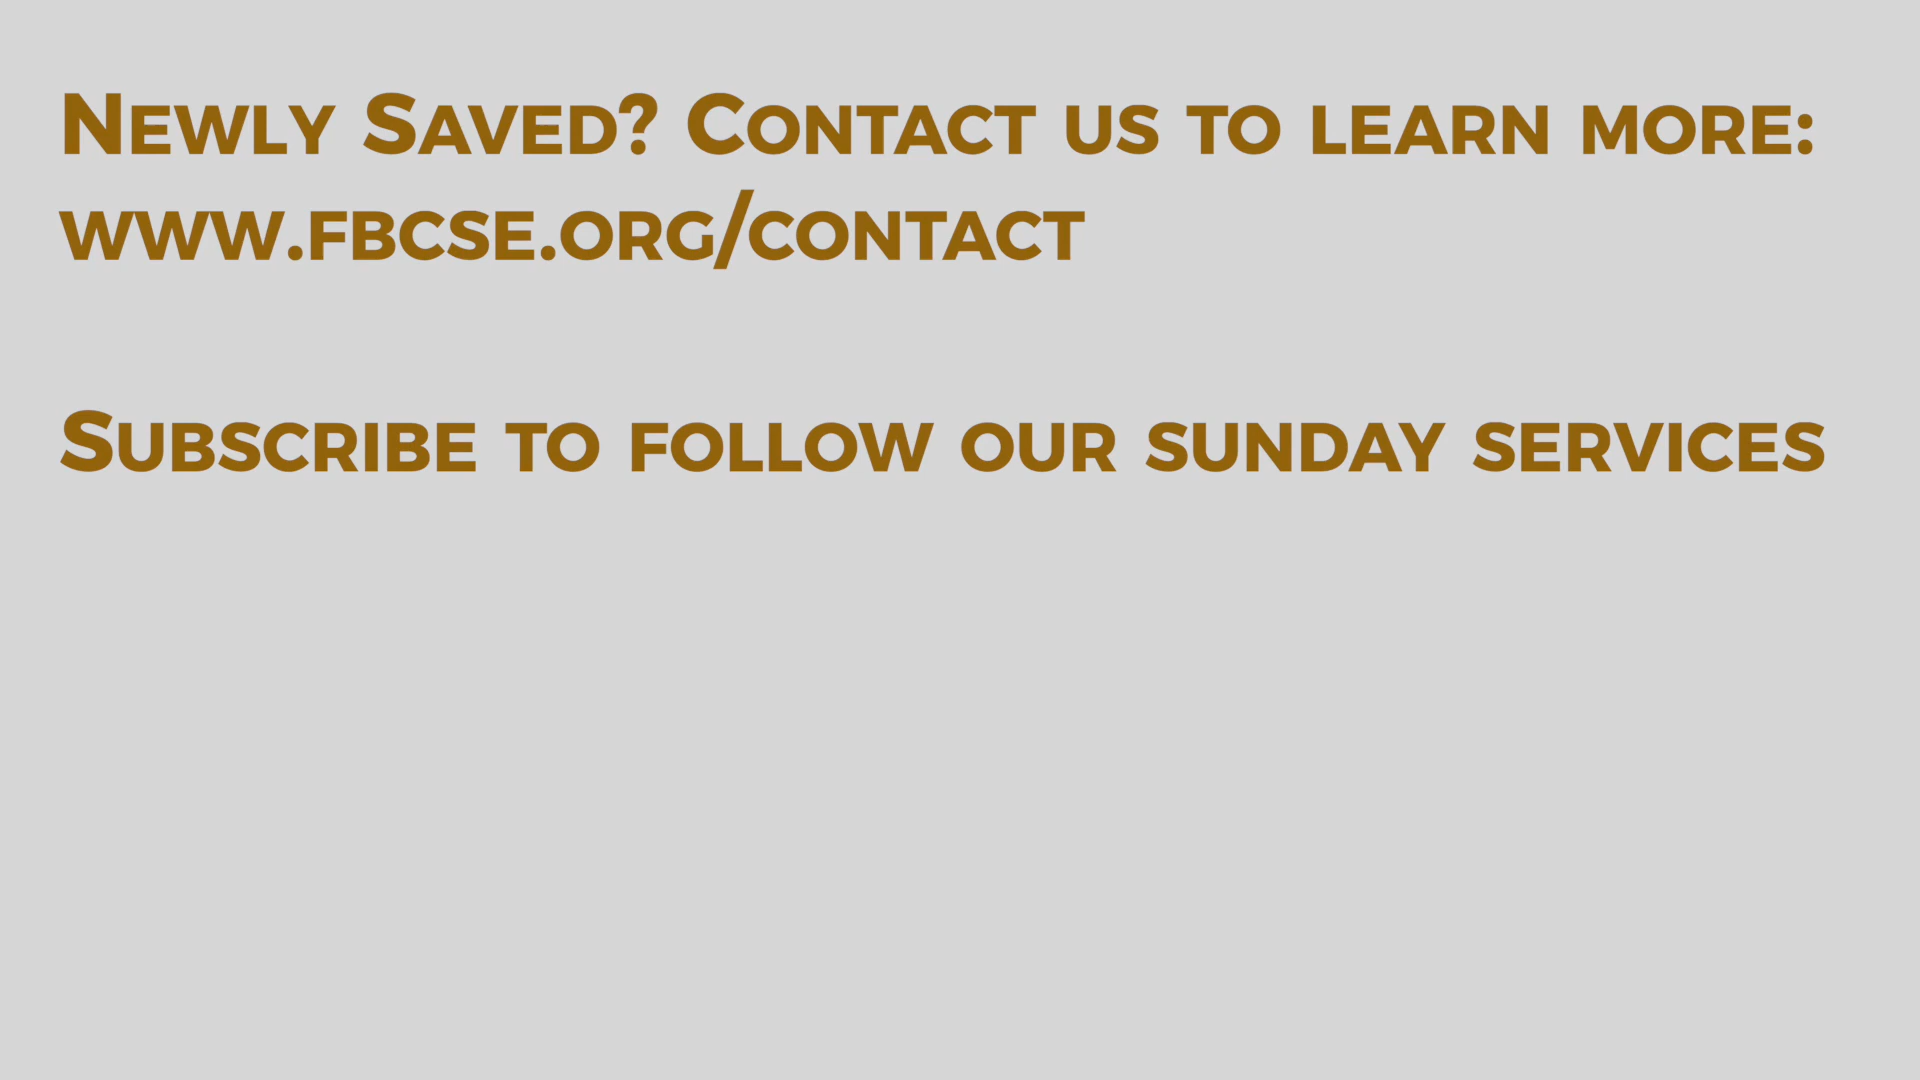 Newly Saved? Contact us to learn more:
www.fbcse.org/contact
Subscribe to follow our sunday services